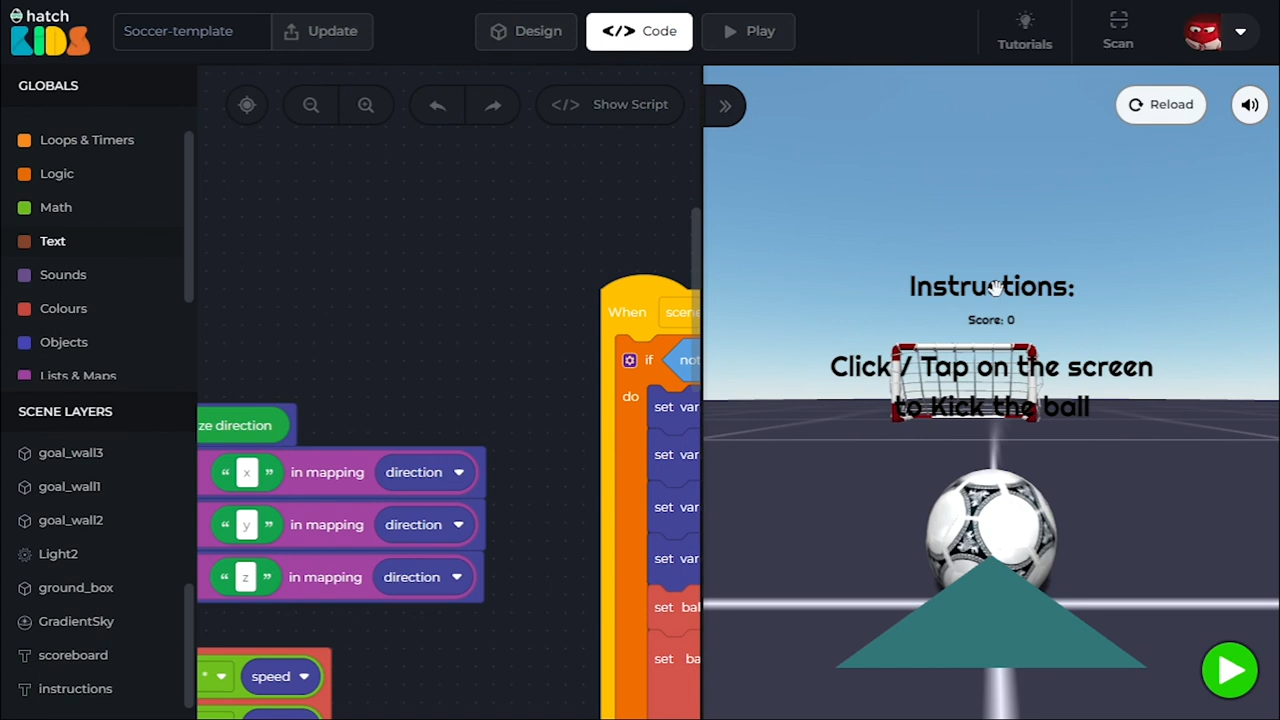 hatch
KIDS
Soccer-template
Update
Design
</> Code
Play
Tutorials
Scan
GLOBALS
Loops & Timers
Logic
Math
Text
Sounds
Colours
Objects
Lists & Maps
SCENE LAYERS
goal_wall3
goal_wall1
goal_wall2
Light2
ground_box
GradientSky
scoreboard
instructions
</> Show Script
ze direction
“ x ” in mapping direction
“ y ” in mapping direction
“ z ” in mapping direction
* speed
When scene
if not
do
set var
set var
set var
set var
set bal
set ba
Reload
Instructions:
Score: 0
Click / Tap on the screen
to Kick the ball